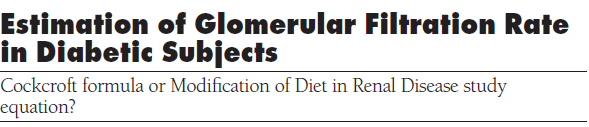 Estimation of Glomerular Filtration Rate
in Diabetic Subjects
Cockcroft formula or Modification of Diet in Renal Disease study
equation?